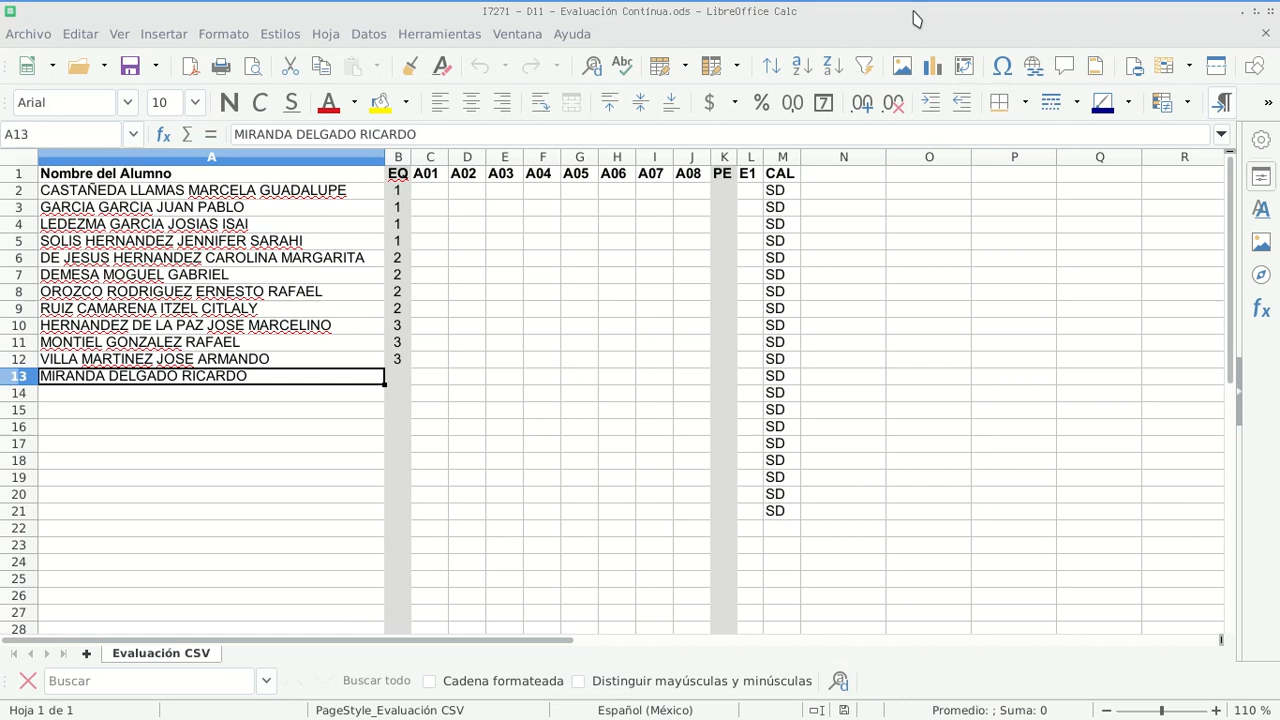 I7271 - D11 - Evaluación Contínua.ods - LibreOffice Calc
Archivo Editar Ver Insertar Formato Estilos Hoja Datos Herramientas Ventana Ayuda
Arial 10
A13 MIRANDA DELGADO RICARDO
A B C D E F G H I J K L M N O P Q R
1 Nombre del Alumno EQ A01 A02 A03 A04 A05 A06 A07 A08 PE E1 CAL
2 CASTAÑEDA LLAMAS MARCELA GUADALUPE 1 SD
3 GARCIA GARCIA JUAN PABLO 1 SD
4 LEDEZMA GARCIA JOSIAS ISAI 1 SD
5 SOLIS HERNANDEZ JENNIFER SARAHI 1 SD
6 DE JESUS HERNANDEZ CAROLINA MARGARITA 2 SD
7 DEMESA MOGUEL GABRIEL 2 SD
8 OROZCO RODRIGUEZ ERNESTO RAFAEL 2 SD
9 RUIZ CAMARENA ITZEL CITLALY 2 SD
10 HERNANDEZ DE LA PAZ JOSE MARCELINO 3 SD
11 MONTIEL GONZALEZ RAFAEL 3 SD
12 VILLA MARTINEZ JOSE ARMANDO 3 SD
13 MIRANDA DELGADO RICARDO SD
14 SD
15 SD
16 SD
17 SD
18 SD
19 SD
20 SD
21 SD
22
23
24
25
26
27
28
Evaluación CSV
Buscar Buscar todo Cadena formateada Distinguir mayúsculas y minúsculas
Hoja 1 de 1 PageStyle_Evaluación CSV Español (México) Promedio: ; Suma: 0 110 %